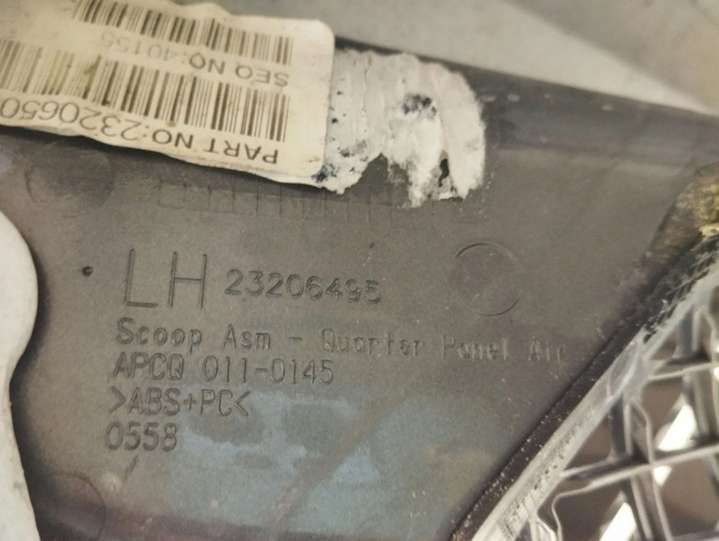 SEQ NO:40155
PART NO:2320650
LH 23206495
Scoop Asm - Quarter Panel Air
APCQ 011-0145
>ABS+PC<
0558